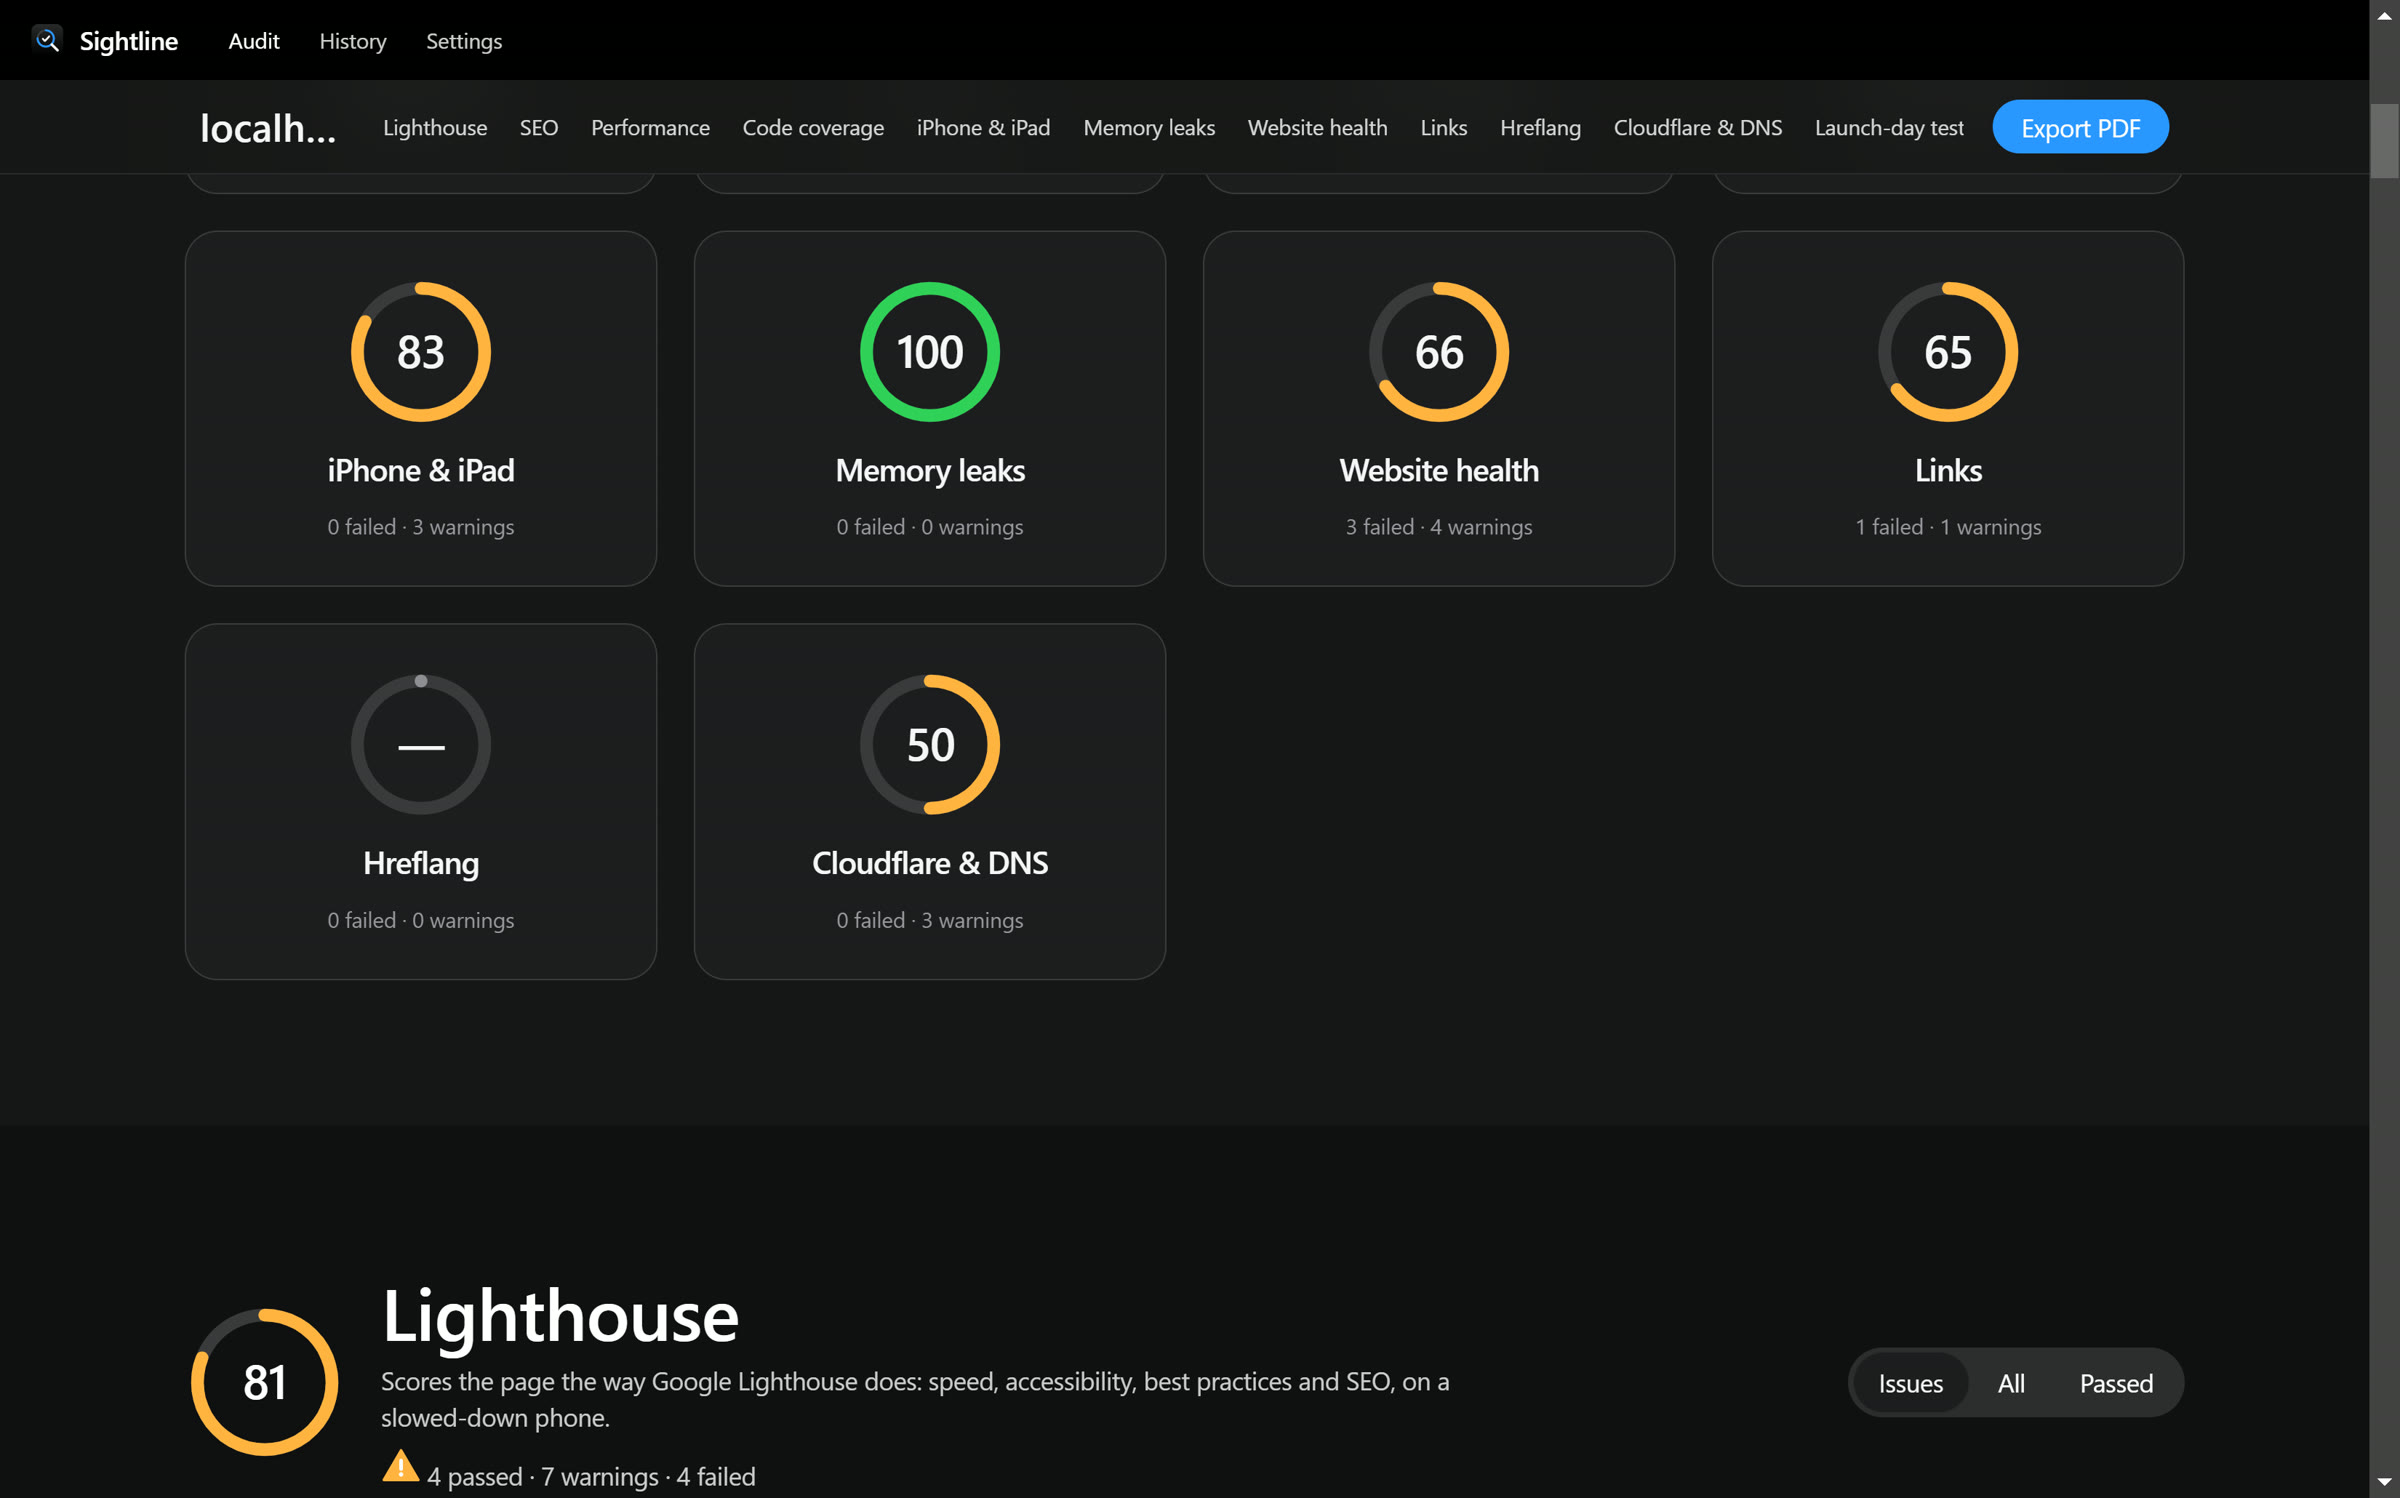 Sightline
Audit
History
Settings
localh...
Lighthouse
SEO
Performance
Code coverage
iPhone & iPad
Memory leaks
Website health
Links
Hreflang
Cloudflare & DNS
Launch-day test
Export PDF
83
iPhone & iPad
0 failed · 3 warnings
100
Memory leaks
0 failed · 0 warnings
66
Website health
3 failed · 4 warnings
65
Links
1 failed · 1 warnings
—
Hreflang
0 failed · 0 warnings
50
Cloudflare & DNS
0 failed · 3 warnings
81
Lighthouse
Scores the page the way Google Lighthouse does: speed, accessibility, best practices and SEO, on a
slowed-down phone.
4 passed · 7 warnings · 4 failed
Issues
All
Passed